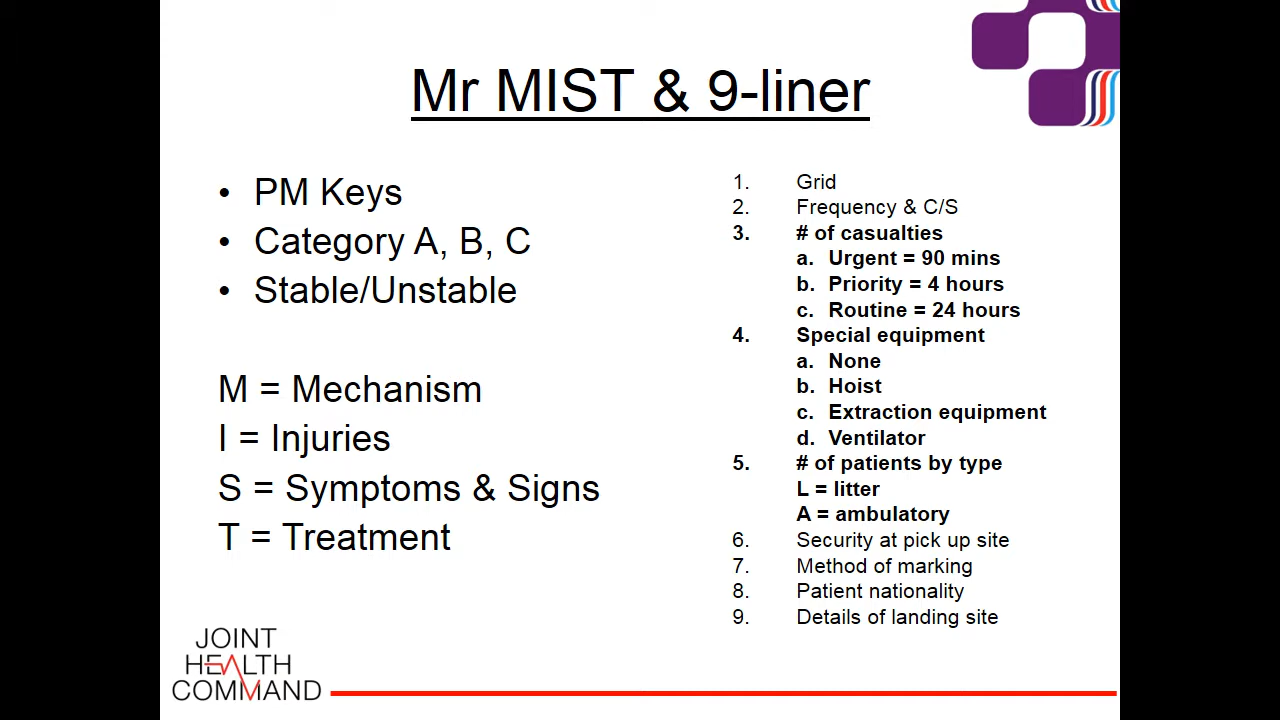 Mr MIST & 9-liner
• PM Keys
• Category A, B, C
• Stable/Unstable
M = Mechanism
I = Injuries
S = Symptoms & Signs
T = Treatment
1. Grid
2. Frequency & C/S
3. # of casualties
a. Urgent = 90 mins
b. Priority = 4 hours
c. Routine = 24 hours
4. Special equipment
a. None
b. Hoist
c. Extraction equipment
d. Ventilator
5. # of patients by type
L = litter
A = ambulatory
6. Security at pick up site
7. Method of marking
8. Patient nationality
9. Details of landing site
JOINT
HEALTH
COMMAND